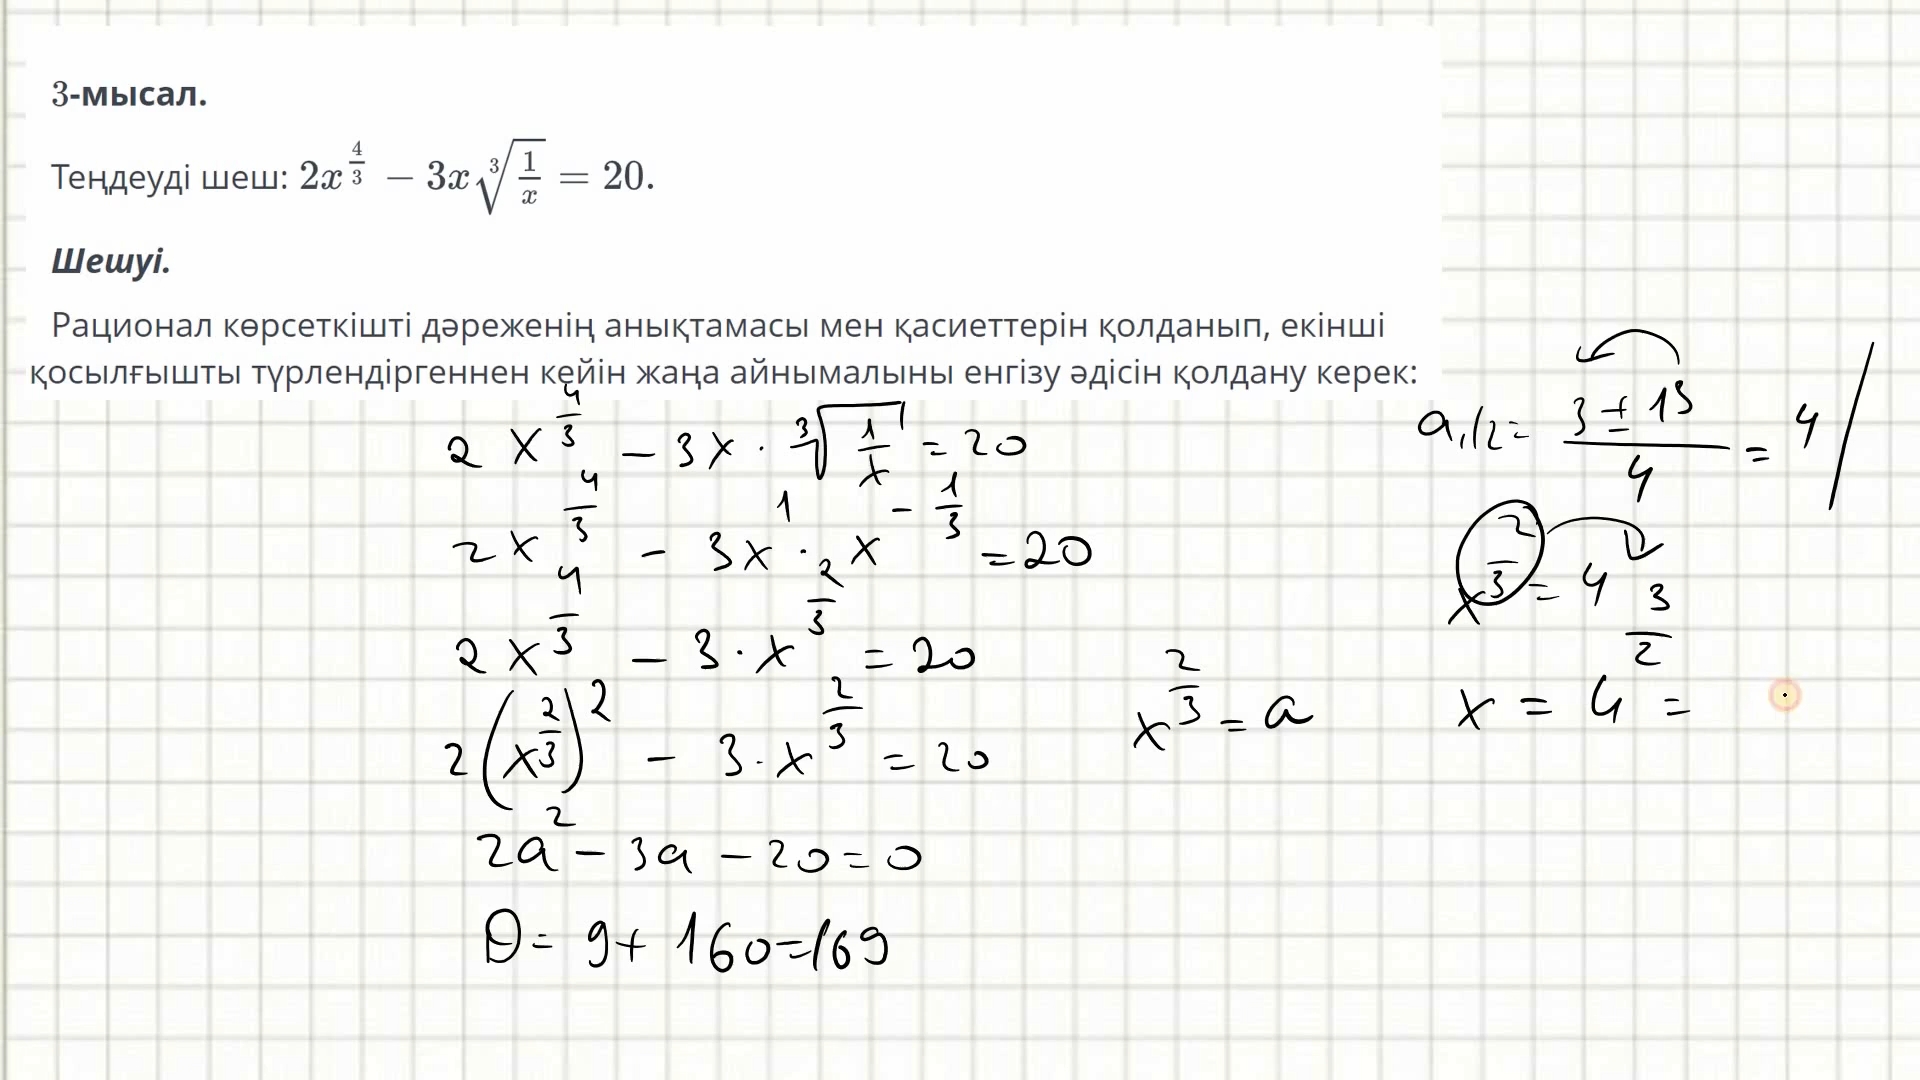 3-мысал.
Теңдеуді шеш: 2x^{4/3} − 3x∛(1/x) = 20.
Шешуі.
Рационал көрсеткішті дәреженің анықтамасы мен қасиеттерін қолданып, екінші
қосылғышты түрлендіргеннен кейін жаңа айнымалыны енгізу әдісін қолдану керек:
2x^{4/3} − 3x · ∛(1/x) = 20
2x^{4/3} − 3x^1 · x^{−1/3} = 20
2x^{4/3} − 3 · x^{2/3} = 20
2(x^{2/3})^2 − 3 · x^{2/3} = 20
x^{2/3} = a
2a^2 − 3a − 20 = 0
D = 9 + 160 = 169
a_{1/2} = (3 ± 13)/4 = 4
x^{2/3} = 4
x = 4^{3/2} =